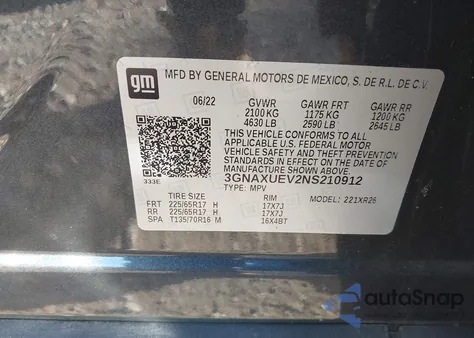 gm
MFD BY GENERAL MOTORS DE MEXICO, S. DE R.L. DE C.V.
06/22 GVWR GAWR FRT GAWR RR
2100 KG 1175 KG 1200 KG
4630 LB 2590 LB 2645 LB
THIS VEHICLE CONFORMS TO ALL
APPLICABLE U.S. FEDERAL MOTOR
VEHICLE SAFETY AND THEFT PREVENTION
STANDARDS IN EFFECT ON THE DATE OF
MANUFACTURE SHOWN ABOVE.
333E 3GNAXUEV2NS210912
TYPE: MPV MODEL: 221XR26
TIRE SIZE RIM
FRT 225/65R17 H 17X7J
RR 225/65R17 H 17X7J
SPA T135/70R16 M 16X4BT
autoSnap